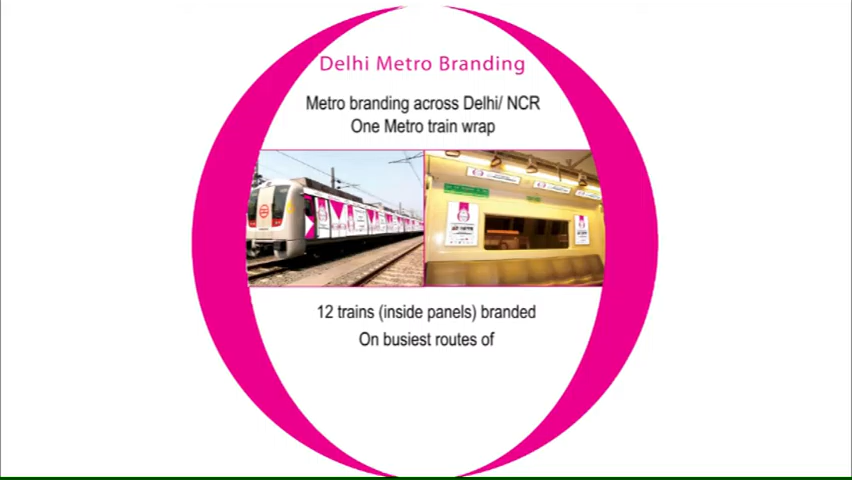 Delhi Metro Branding
Metro branding across Delhi/ NCR
One Metro train wrap
12 trains (inside panels) branded
On busiest routes of